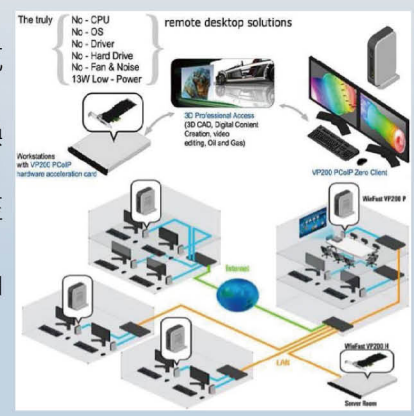 The truly
No - CPU
No - OS
No - Driver
No - Hard Drive
No - Fan & Noise
13W Low - Power
remote desktop solutions
3D Professional Access
(3D CAD, Digital Content
Creation, video
editing, Oil and Gas)
Workstations
with VP200 PCoIP
hardware acceleration card
VP200 PCoIP Zero Client
WinFast VP200 P
Internet
LAN
WinFast VP200 H
Server Room